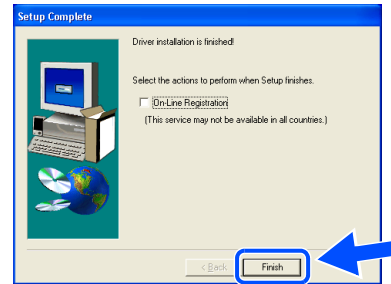 Setup Complete
Driver installation is finished!
Select the actions to perform when Setup finishes.
On-Line Registration
(This service may not be available in all countries.)
< Back
Finish